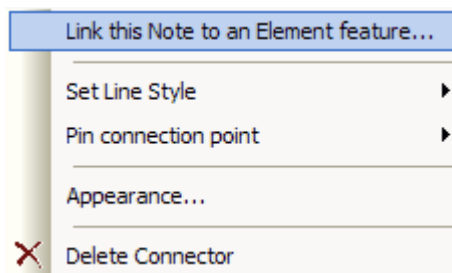 Link this Note to an Element feature...
Set Line Style
Pin connection point
Appearance...
Delete Connector